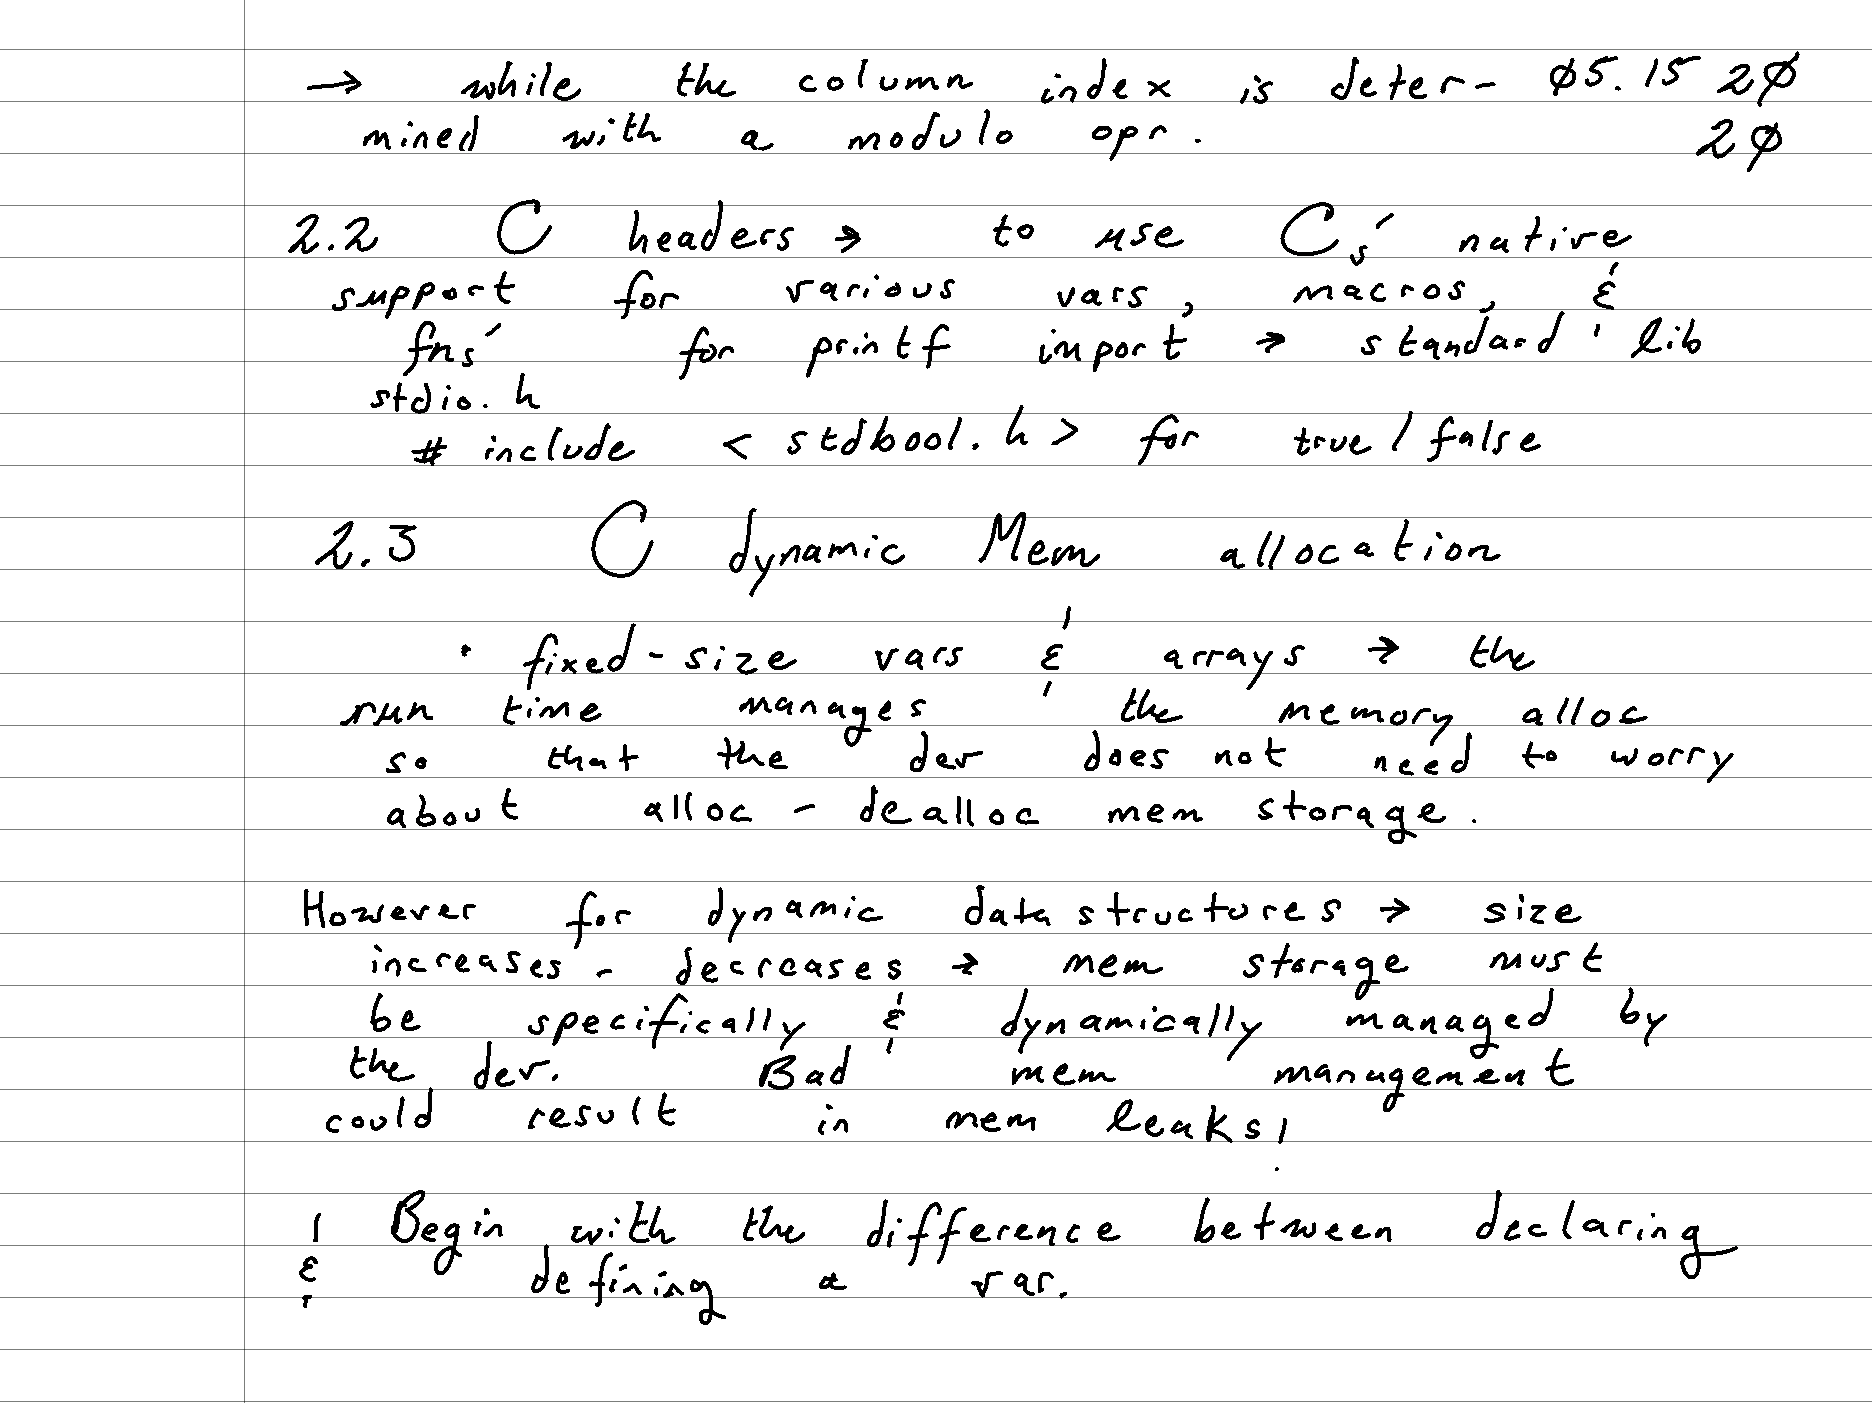 → while the column index is deter- Ø5.15 2Ø
mined with a modulo opr. 2Ø
2.2 C headers → to use Cs' native
support for various vars, macros, &
fns' for printf import → standard lib
stdio.h
# include < stdbool.h > for true / false
2.3 C dynamic Mem allocation
· fixed-size vars & arrays → the
run time manages the memory alloc
so that the dev does not need to worry
about alloc - dealloc mem storage.
However for dynamic data structures → size
increases - decreases → mem storage must
be specifically & dynamically managed by
the dev. Bad mem management
could result in mem leaks!
Begin with the difference between declaring
& defining a var.